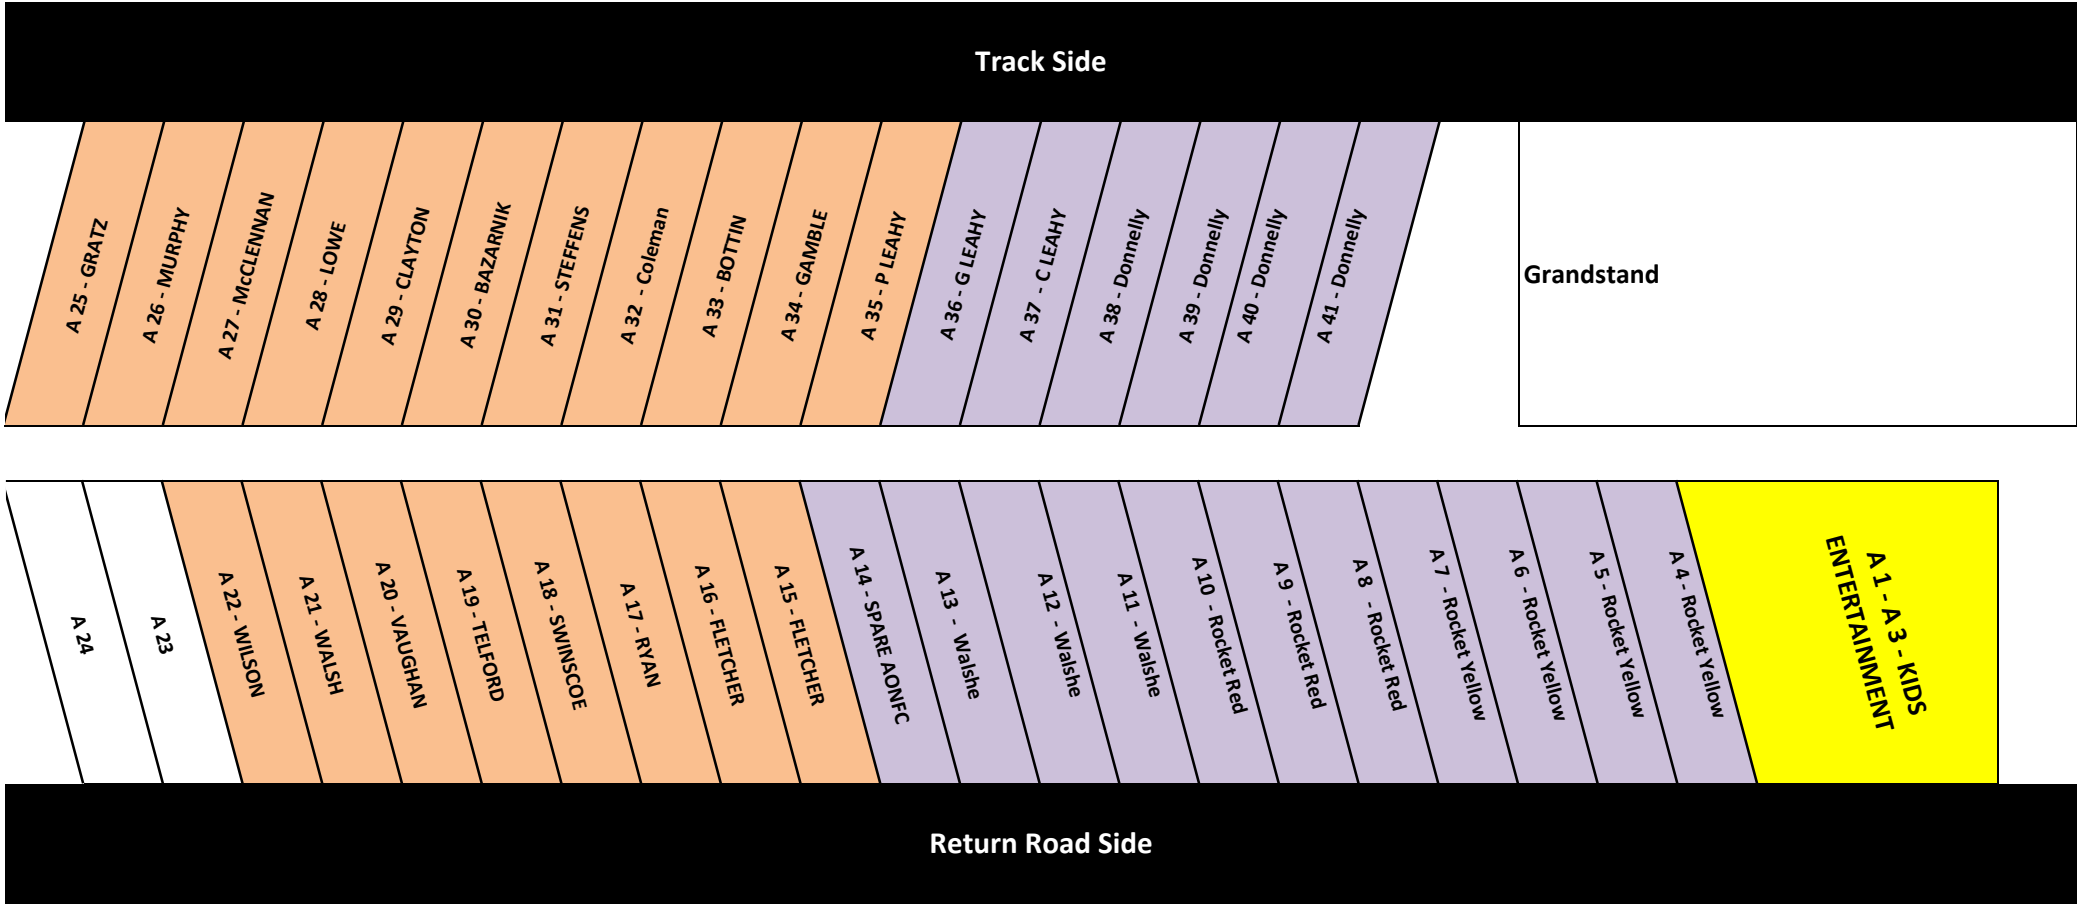 Track Side
A 25 - GRATZ
A 26 - MURPHY
A 27 - McCLENNAN
A 28 - LOWE
A 29 - CLAYTON
A 30 - BAZARNIK
A 31 - STEFFENS
A 32 - Coleman
A 33 - BOTTIN
A 34 - GAMBLE
A 35 - P LEAHY
A 36 - G LEAHY
A 37 - C LEAHY
A 38 - Donnelly
A 39 - Donnelly
A 40 - Donnelly
A 41 - Donnelly
Grandstand
A 24
A 23
A 22 - WILSON
A 21 - WALSH
A 20 - VAUGHAN
A 19 - TELFORD
A 18 - SWINSCOE
A 17 - RYAN
A 16 - FLETCHER
A 15 - FLETCHER
A 14 - SPARE AONFC
A 13 - Walshe
A 12 - Walshe
A 11 - Walshe
A 10 - Rocket Red
A 9 - Rocket Red
A 8 - Rocket Red
A 7 - Rocket Yellow
A 6 - Rocket Yellow
A 5 - Rocket Yellow
A 4 - Rocket Yellow
A 1 - A 3 - KIDS
ENTERTAINMENT
Return Road Side